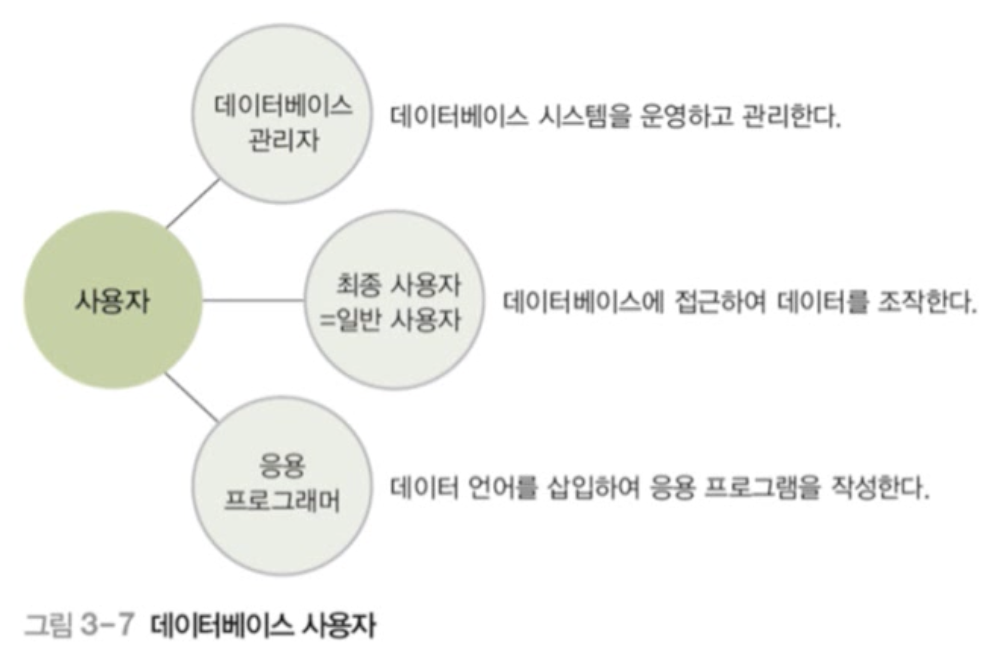 데이터베이스
관리자
데이터베이스 시스템을 운영하고 관리한다.
사용자
최종 사용자
=일반 사용자
데이터베이스에 접근하여 데이터를 조작한다.
응용
프로그래머
데이터 언어를 삽입하여 응용 프로그램을 작성한다.
그림 3-7 데이터베이스 사용자